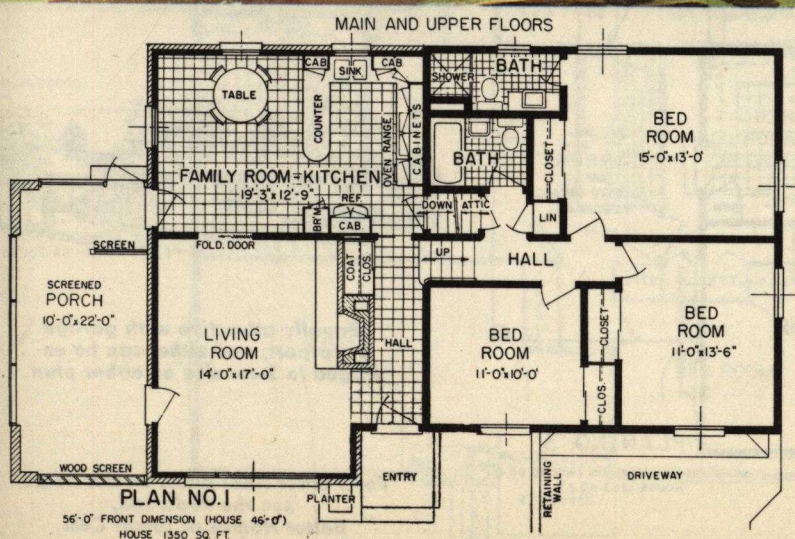 MAIN AND UPPER FLOORS
CAB.
SINK
CAB.
SHOWER
BATH
TABLE
COUNTER
OVEN RANGE
CABINETS
BATH
CLOSET
BED
ROOM
15'-0"x13'-0"
FAMILY ROOM-KITCHEN
19'-3"x12'-9"
REF.
BR'M
CAB.
DOWN
ATTIC
LIN
SCREEN
FOLD. DOOR
COAT
CLOS.
UP
HALL
SCREENED
PORCH
10'-0"x22'-0"
LIVING
ROOM
14'-0"x17'-0"
HALL
BED
ROOM
11'-0"x10'-0"
CLOSET
CLOS.
BED
ROOM
11'-0"x13'-6"
WOOD SCREEN
PLANTER
ENTRY
RETAINING
WALL
DRIVEWAY
PLAN NO.1
56'-0" FRONT DIMENSION (HOUSE 46'-0")
HOUSE 1350 SQ. FT.